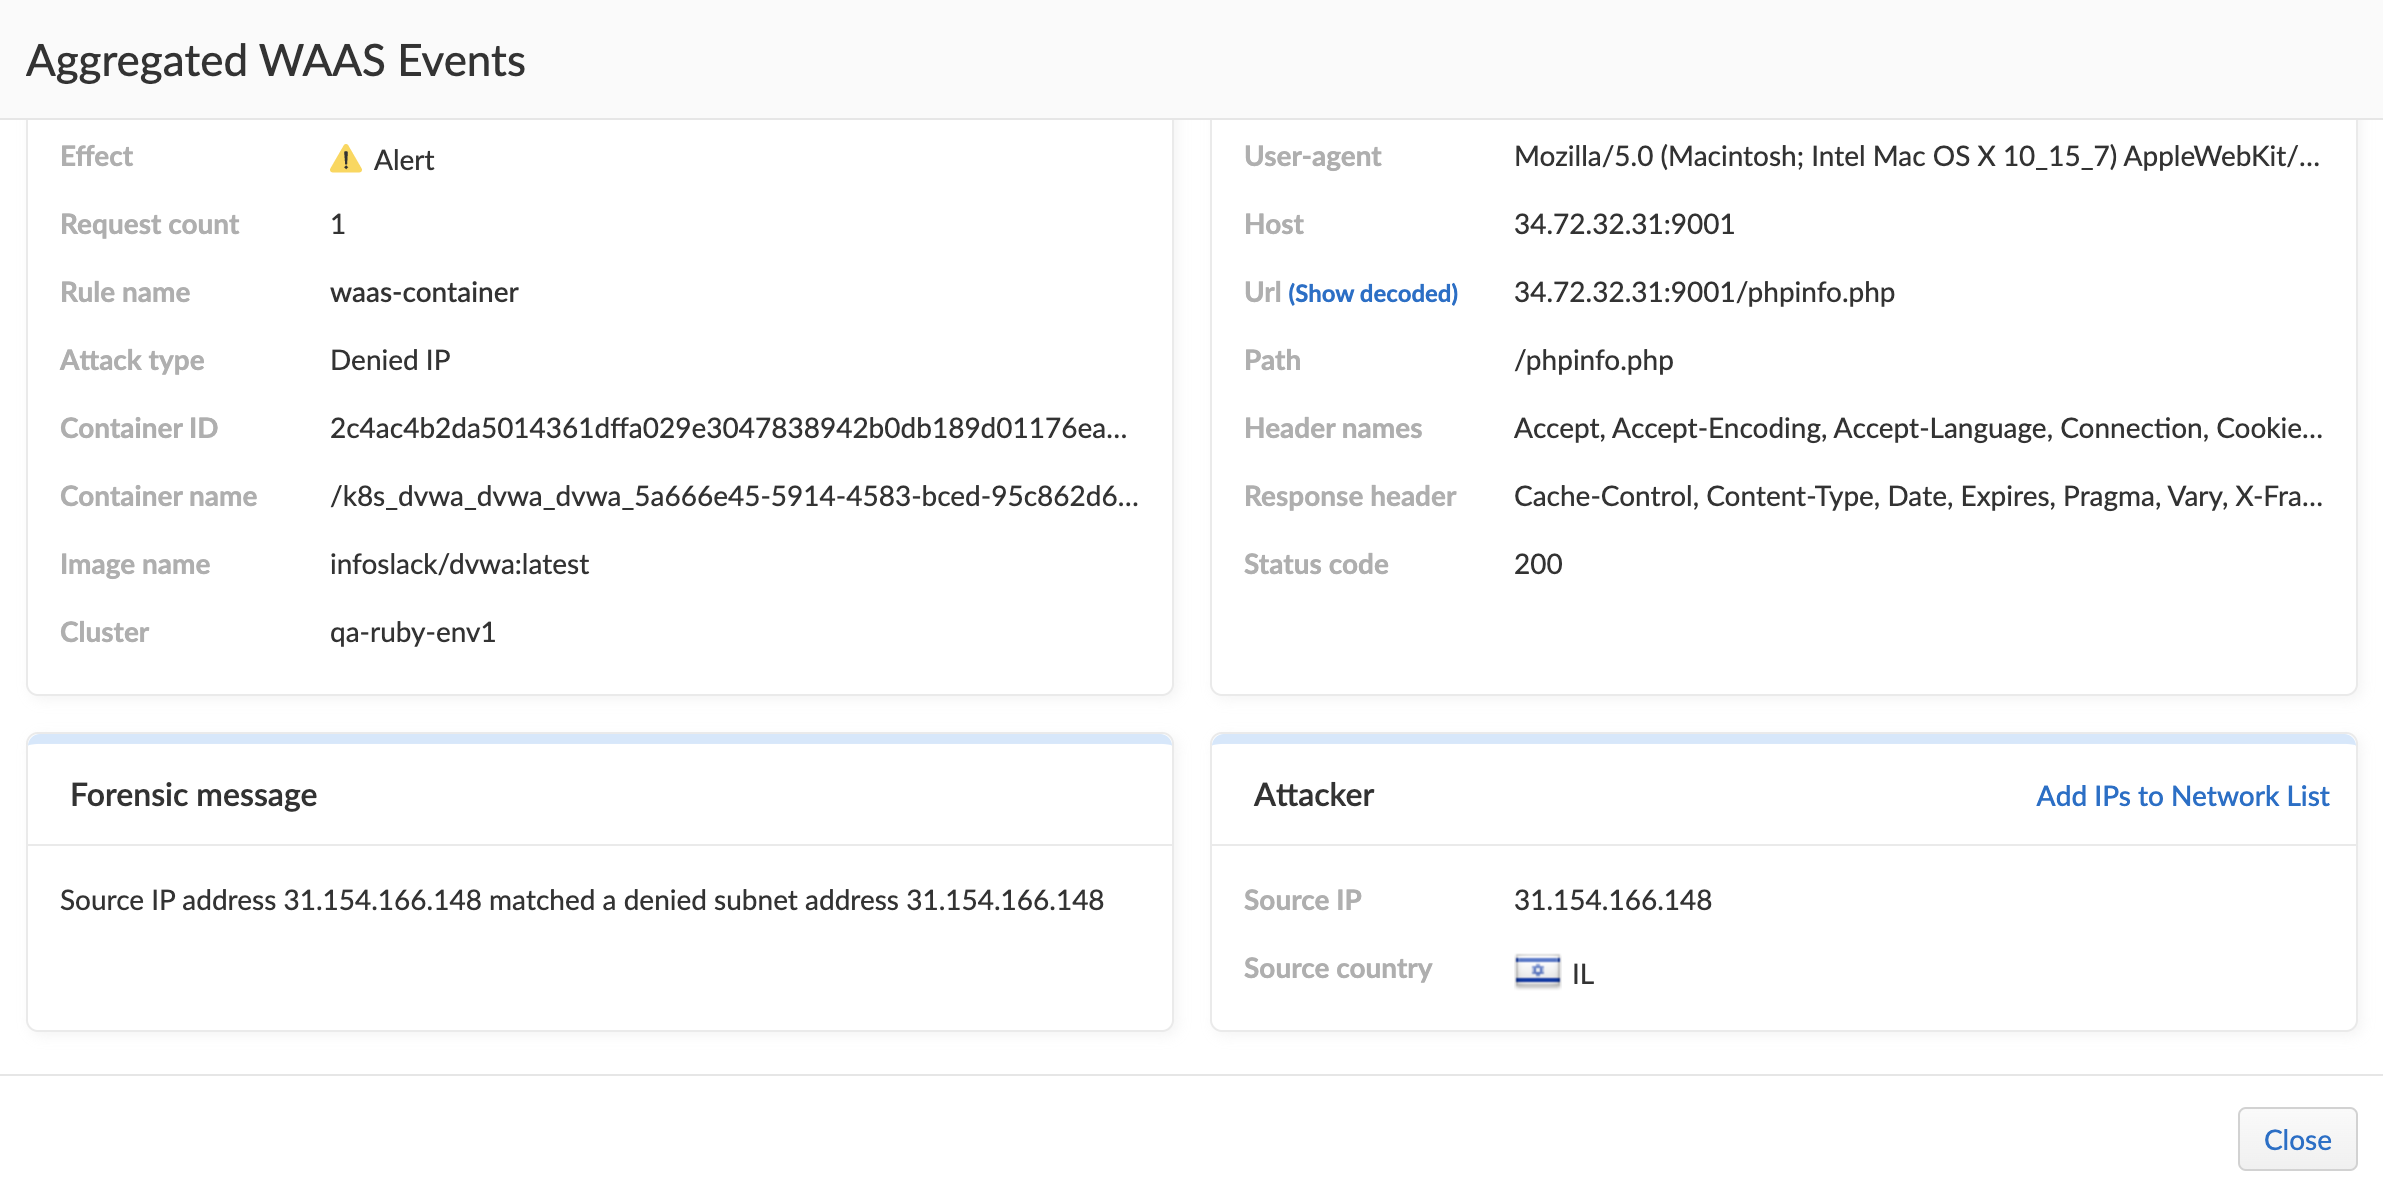 Aggregated WAAS Events
Effect Alert
Request count 1
Rule name waas-container
Attack type Denied IP
Container ID 2c4ac4b2da5014361dffa029e3047838942b0db189d01176ea...
Container name /k8s_dvwa_dvwa_dvwa_5a666e45-5914-4583-bced-95c862d6...
Image name infoslack/dvwa:latest
Cluster qa-ruby-env1
User-agent Mozilla/5.0 (Macintosh; Intel Mac OS X 10_15_7) AppleWebKit/...
Host 34.72.32.31:9001
Url (Show decoded) 34.72.32.31:9001/phpinfo.php
Path /phpinfo.php
Header names Accept, Accept-Encoding, Accept-Language, Connection, Cookie...
Response header Cache-Control, Content-Type, Date, Expires, Pragma, Vary, X-Fra...
Status code 200
Forensic message
Source IP address 31.154.166.148 matched a denied subnet address 31.154.166.148
Attacker Add IPs to Network List
Source IP 31.154.166.148
Source country IL
Close